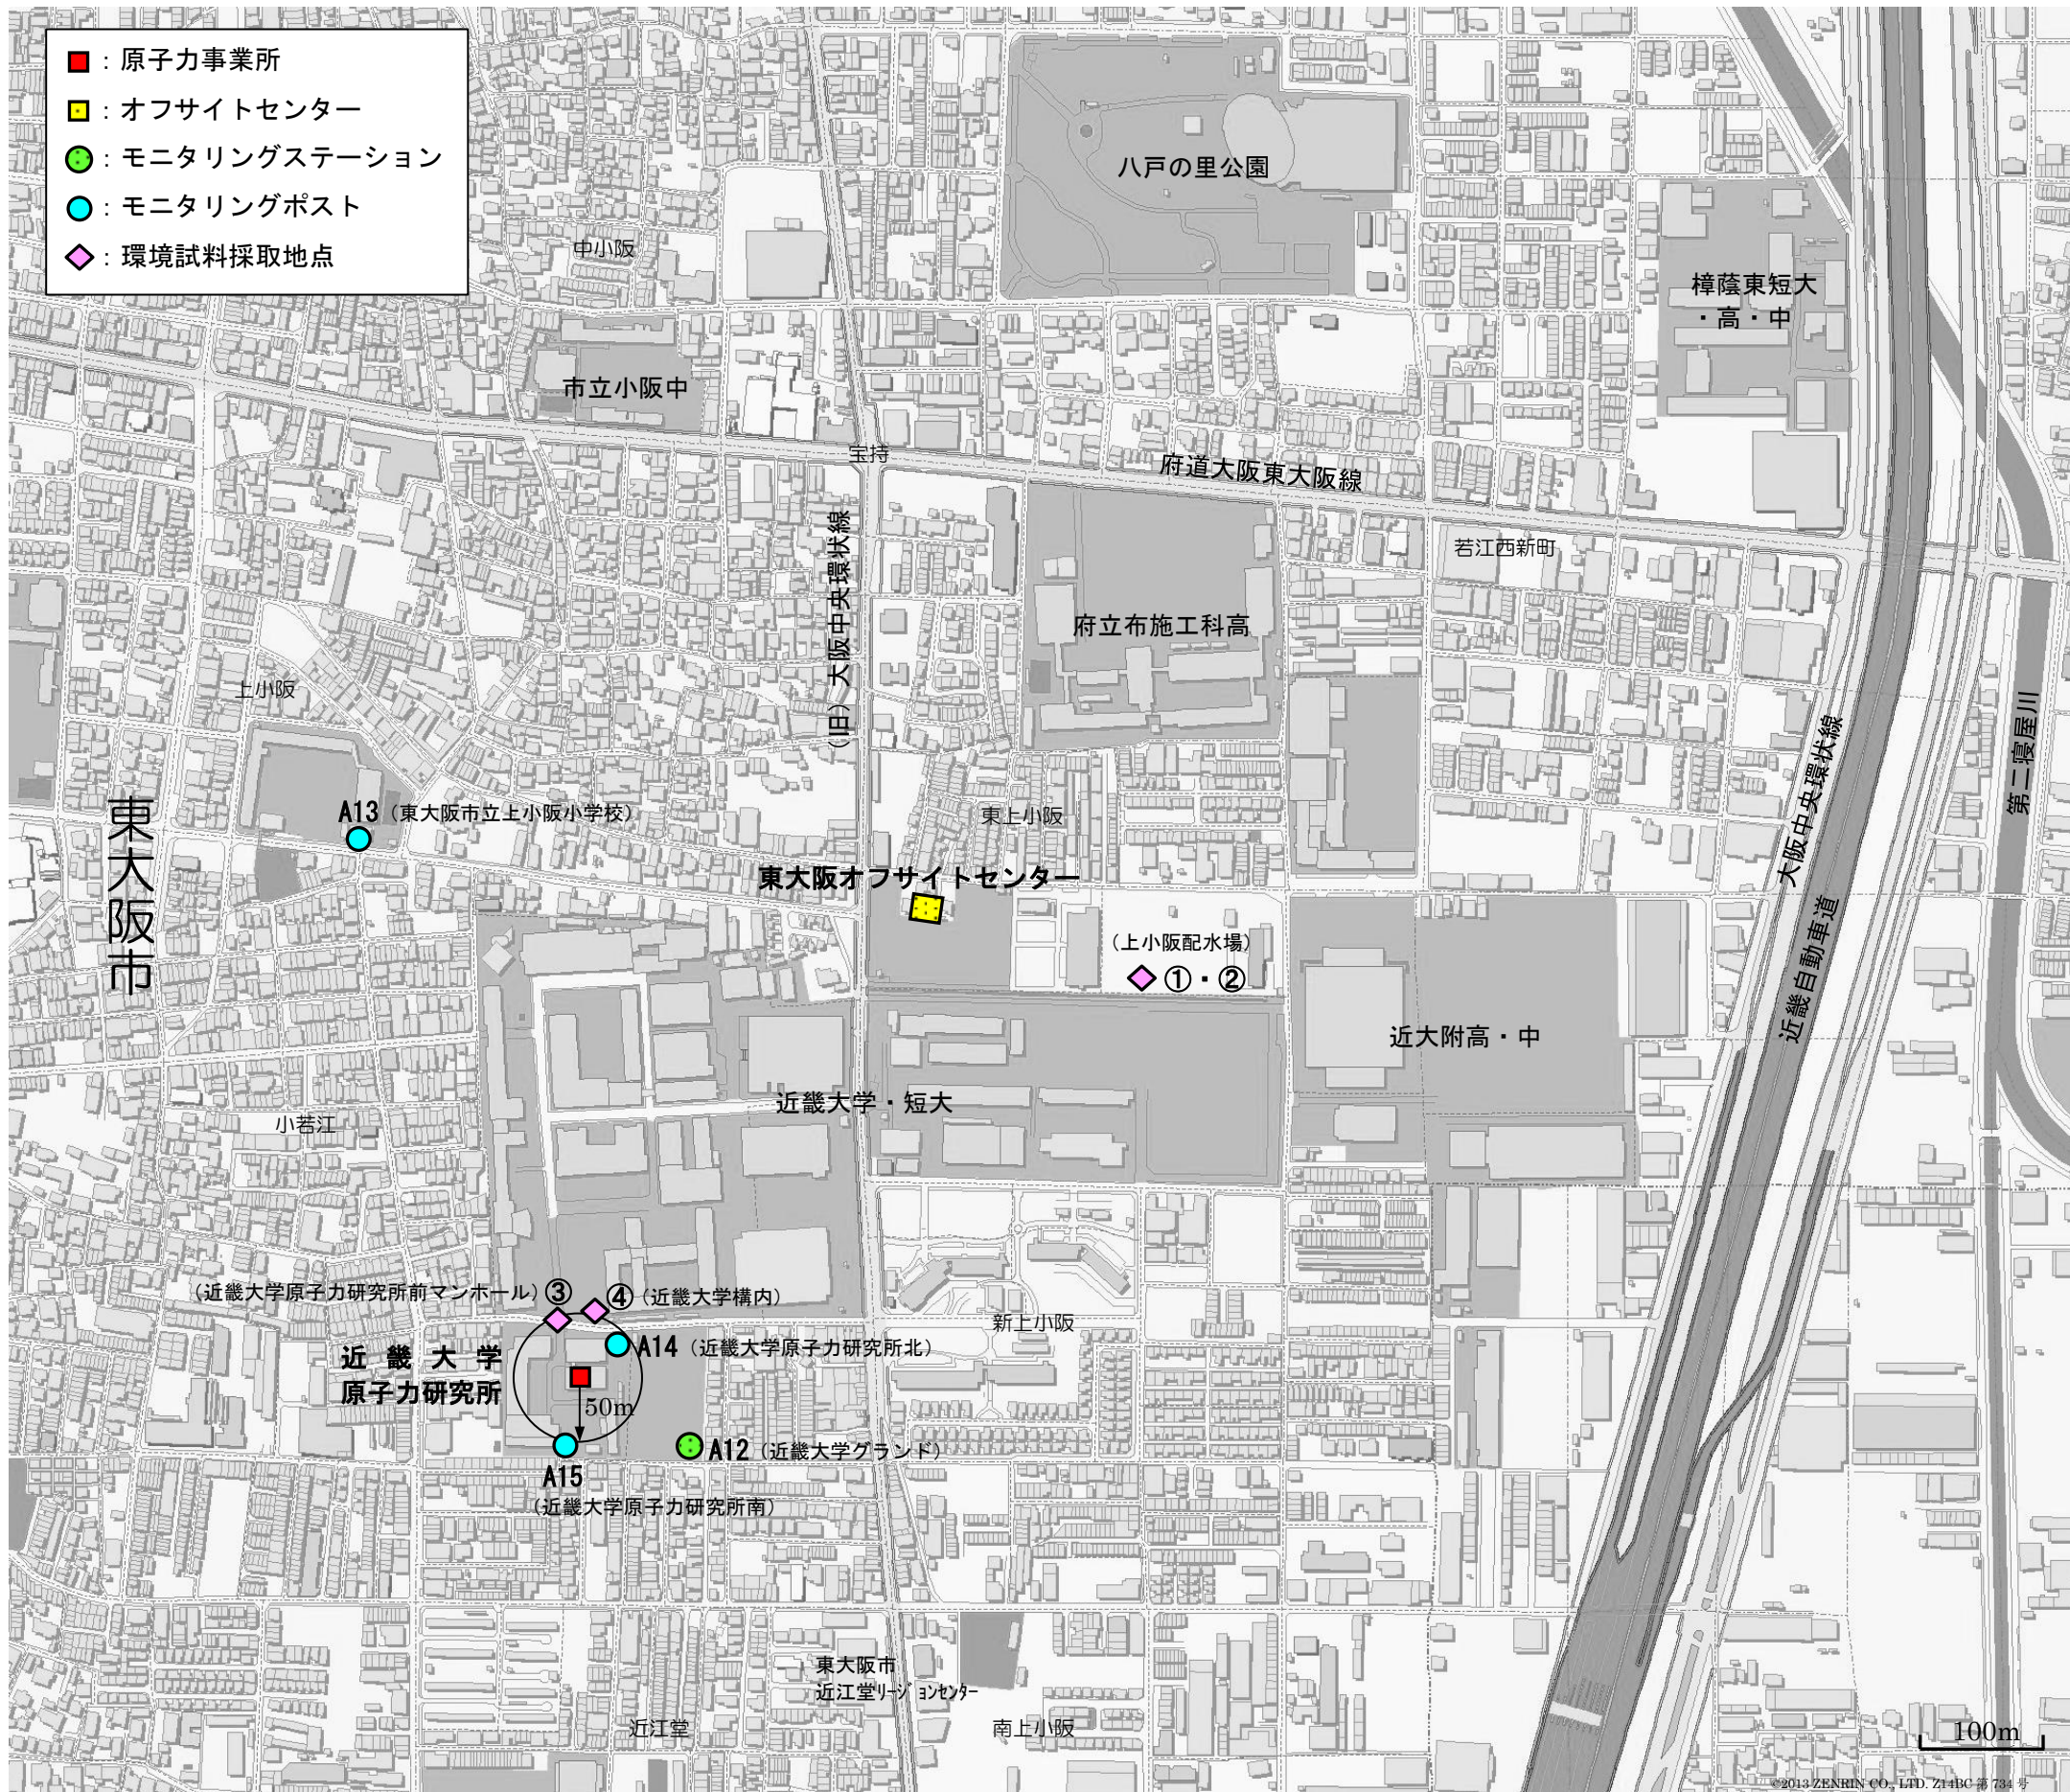 ：原子力事業所
：オフサイトセンター
：モニタリングステーション
：モニタリングポスト
：環境試料採取地点
八戸の里公園
中小阪
樟蔭東短大
・高・中
市立小阪中
宝持
府道大阪東大阪線
若江西新町
（旧）大阪中央環状線
府立布施工科高
上小阪
大阪中央環状線
第二寝屋川
東大阪市
A13（東大阪市立上小阪小学校）
東上小阪
東大阪オフサイトセンター
（上小阪配水場）
①・②
近畿自動車道
近大附高・中
近畿大学・短大
小若江
（近畿大学原子力研究所前マンホール）③
④（近畿大学構内）
新上小阪
A14（近畿大学原子力研究所北）
近畿大学
原子力研究所
50m
A12（近畿大学グランド）
A15
（近畿大学原子力研究所南）
東大阪市
近江堂ﾘｰｼﾞｮﾝｾﾝﾀｰ
近江堂
南上小阪
100m
©2013 ZENRIN CO., LTD. Z14BC 第 734 号